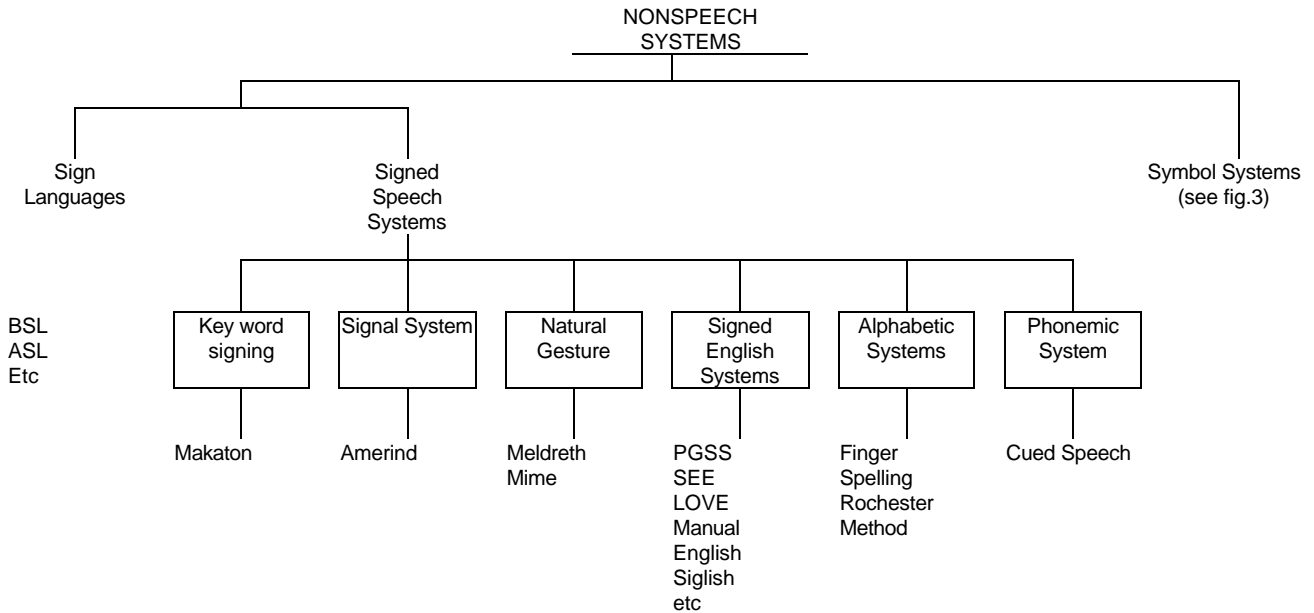 NONSPEECH
SYSTEMS
Sign
Languages
Signed
Speech
Systems
Symbol Systems
(see fig.3)
BSL
ASL
Etc
Key word
signing
Signal System
Natural
Gesture
Signed
English
Systems
Alphabetic
Systems
Phonemic
System
Makaton
Amerind
Meldreth
Mime
PGSS
SEE
LOVE
Manual
English
Siglish
etc
Finger
Spelling
Rochester
Method
Cued Speech